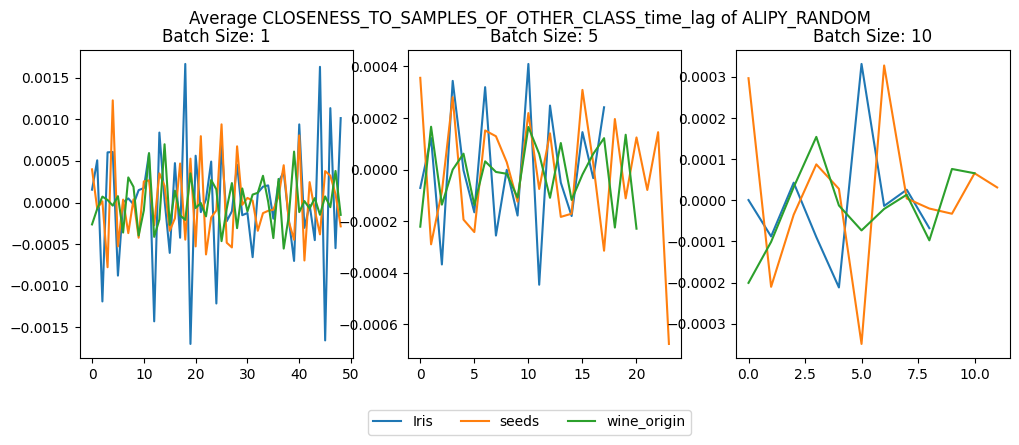 Average CLOSENESS_TO_SAMPLES_OF_OTHER_CLASS_time_lag of ALIPY_RANDOM
Batch Size: 1
0.0015
0.0010
0.0005
0.0000
−0.0005
−0.0010
−0.0015
0 10 20 30 40 50
Batch Size: 5
0.0004
0.0002
0.0000
−0.0002
−0.0004
−0.0006
0 5 10 15 20
Batch Size: 10
0.0003
0.0002
0.0001
0.0000
−0.0001
−0.0002
−0.0003
0.0 2.5 5.0 7.5 10.0
Iris seeds wine_origin